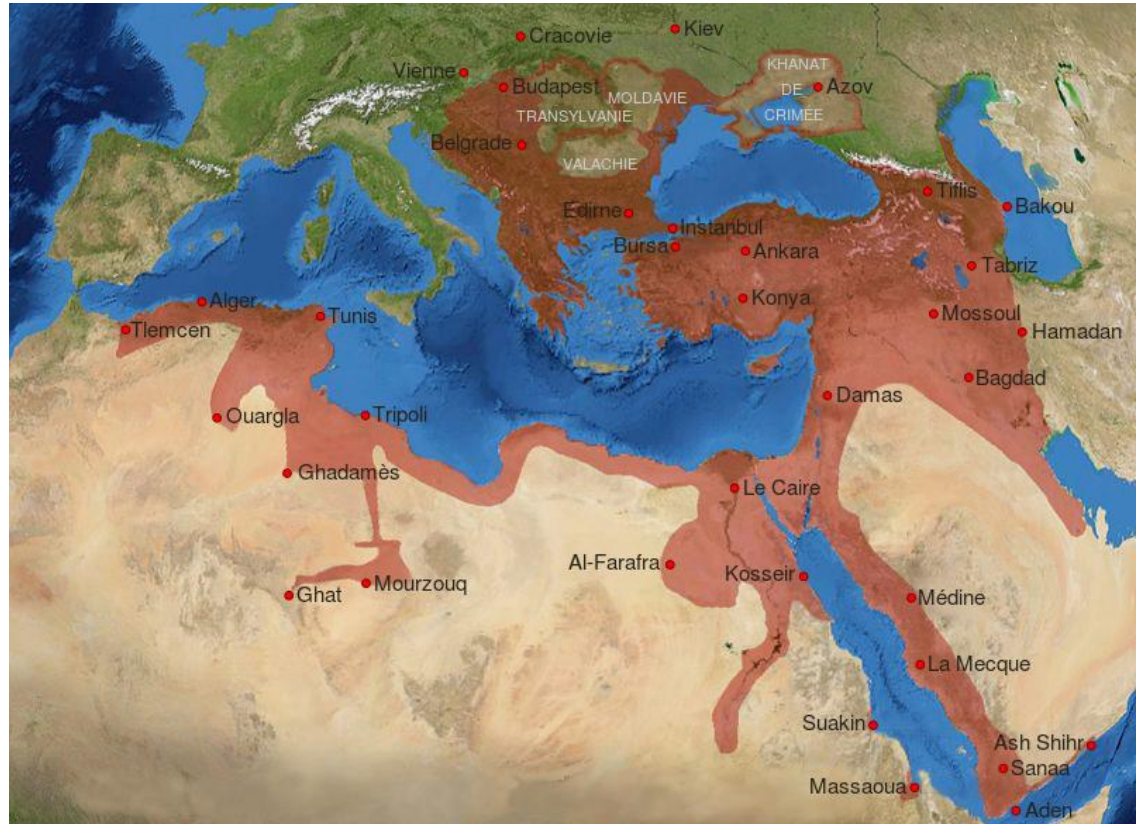 Kiev
Cracovie
KHANAT
DE
CRIMÉE
Vienne
Budapest
Azov
MOLDAVIE
TRANSYLVANIE
Belgrade
VALACHIE
Tiflis
Bakou
Edirne
Instanbul
Bursa
Ankara
Tabriz
Alger
Konya
Tunis
Mossoul
Tlemcen
Hamadan
Bagdad
Damas
Ouargla
Tripoli
Ghadamès
Le Caire
Al-Farafra
Kosseir
Mourzouq
Ghat
Médine
La Mecque
Suakin
Ash Shihr
Sanaa
Massaoua
Aden